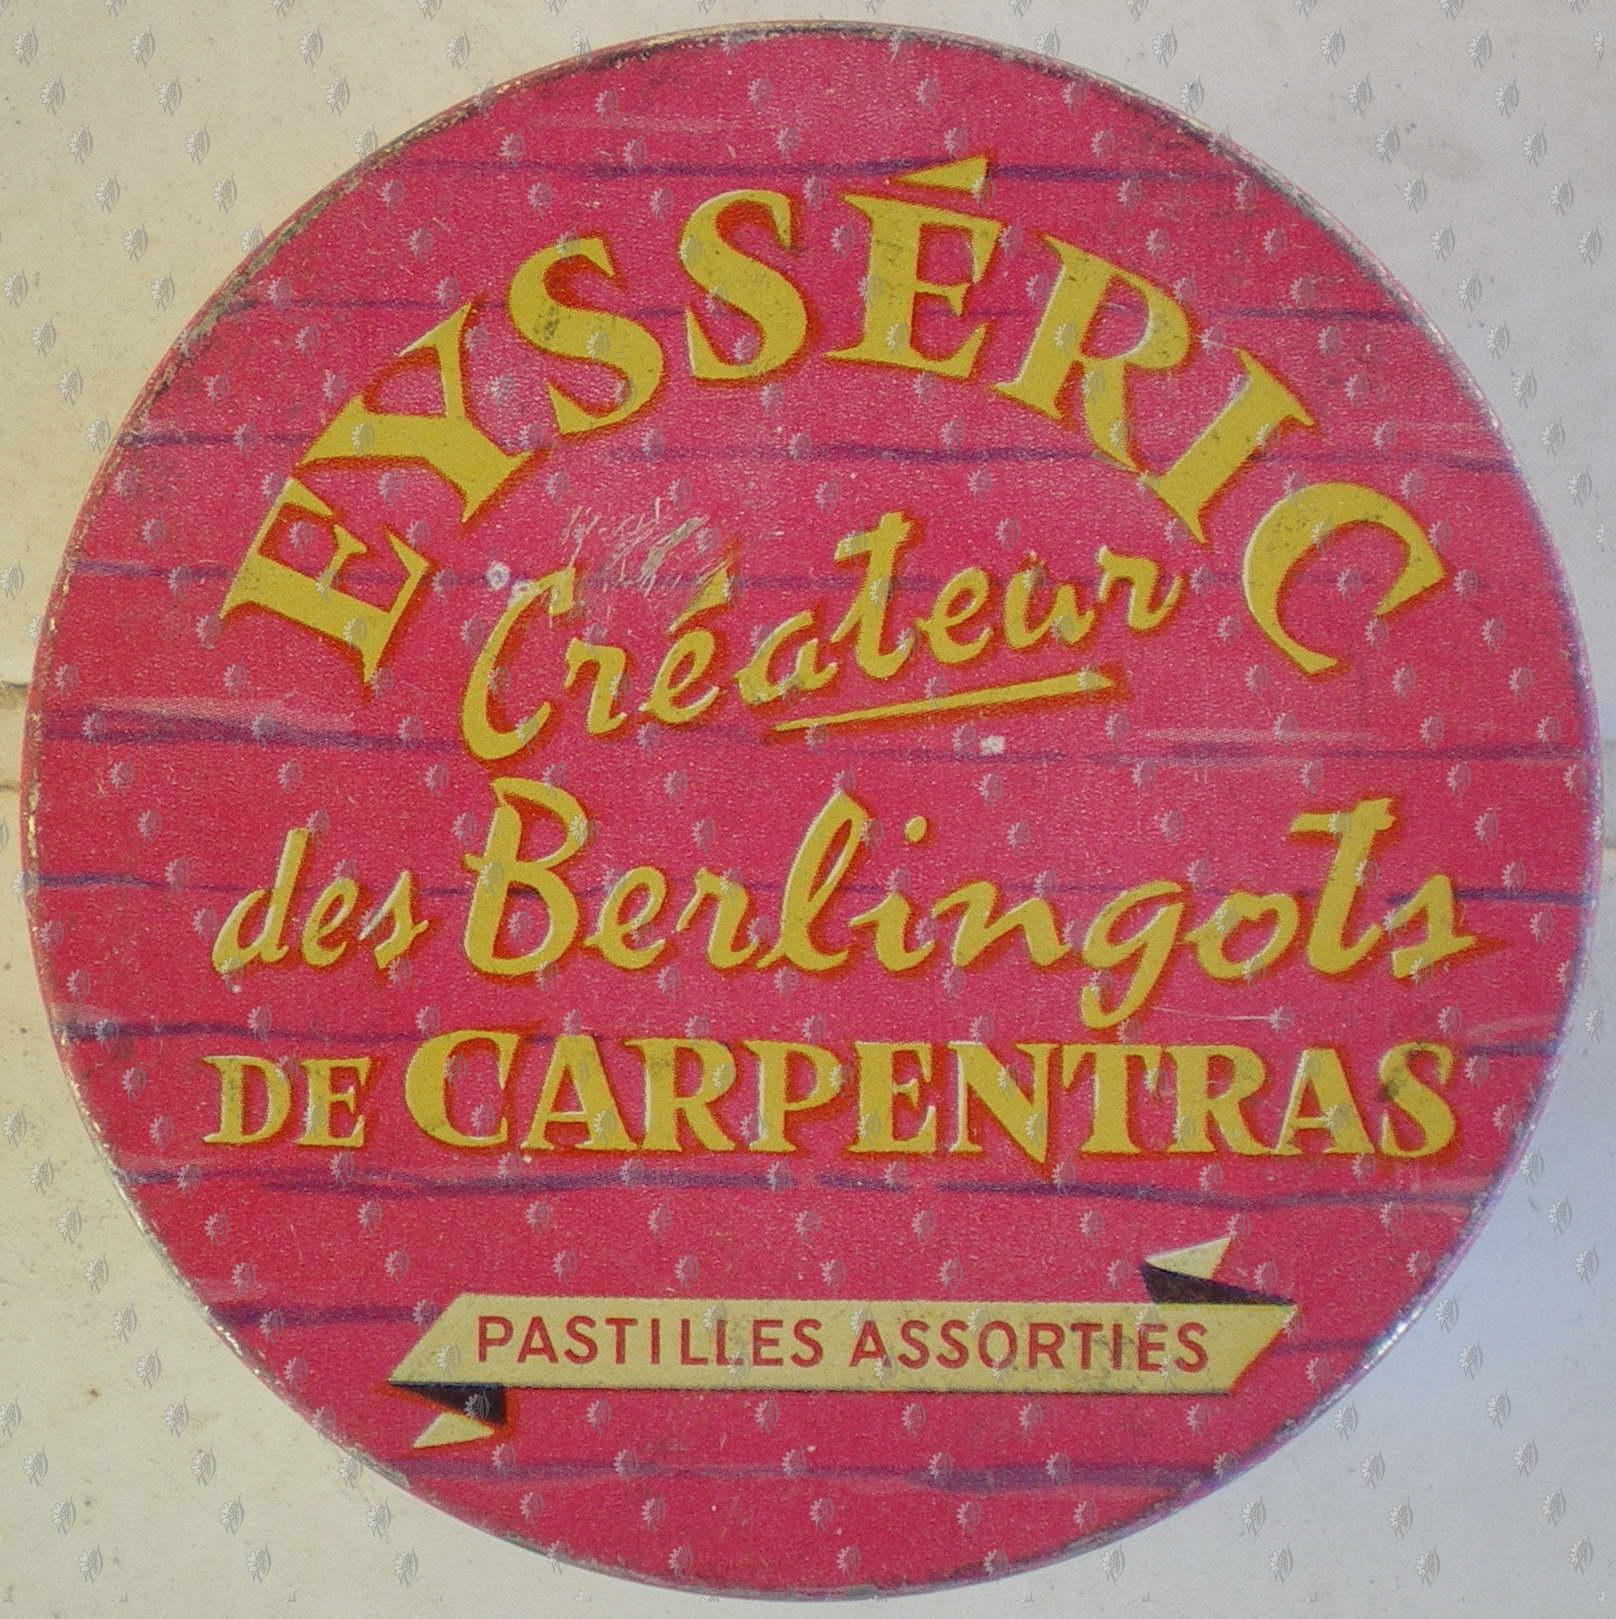 EYSSÉRIC
Créateur
des Berlingots
DE CARPENTRAS
PASTILLES ASSORTIES